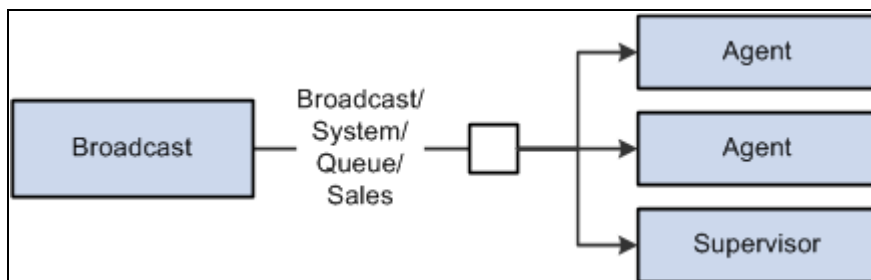 Broadcast
Broadcast/
System/
Queue/
Sales
Agent
Agent
Supervisor